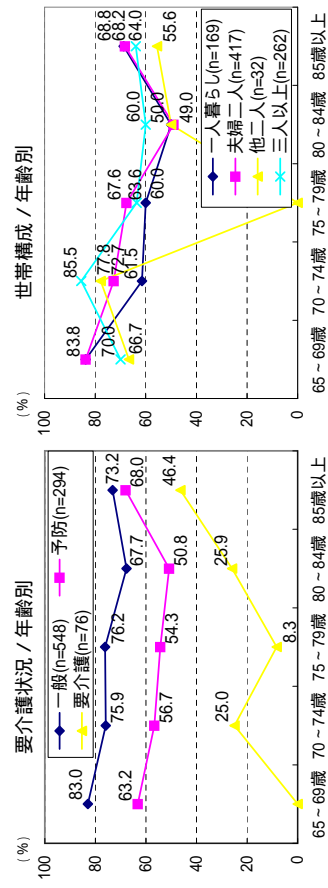 要介護状況 / 年齢別
(%)
一般(n=548)
予防(n=294)
要介護(n=76)
100
80
60
40
20
0
83.0
75.9
76.2
67.7
73.2
63.2
56.7
54.3
50.8
68.0
25.0
8.3
25.9
46.4
65~69歳
70~74歳
75~79歳
80~84歳
85歳以上
世帯構成 / 年齢別
(%)
100
80
60
40
20
0
83.8
70.0
66.7
85.5
77.8
72.7
61.5
67.6
63.6
60.0
60.0
50.0
49.0
68.8
68.2
64.0
55.6
一人暮らし(n=169)
夫婦二人(n=417)
他二人(n=32)
三人以上(n=262)
65~69歳
70~74歳
75~79歳
80~84歳
85歳以上